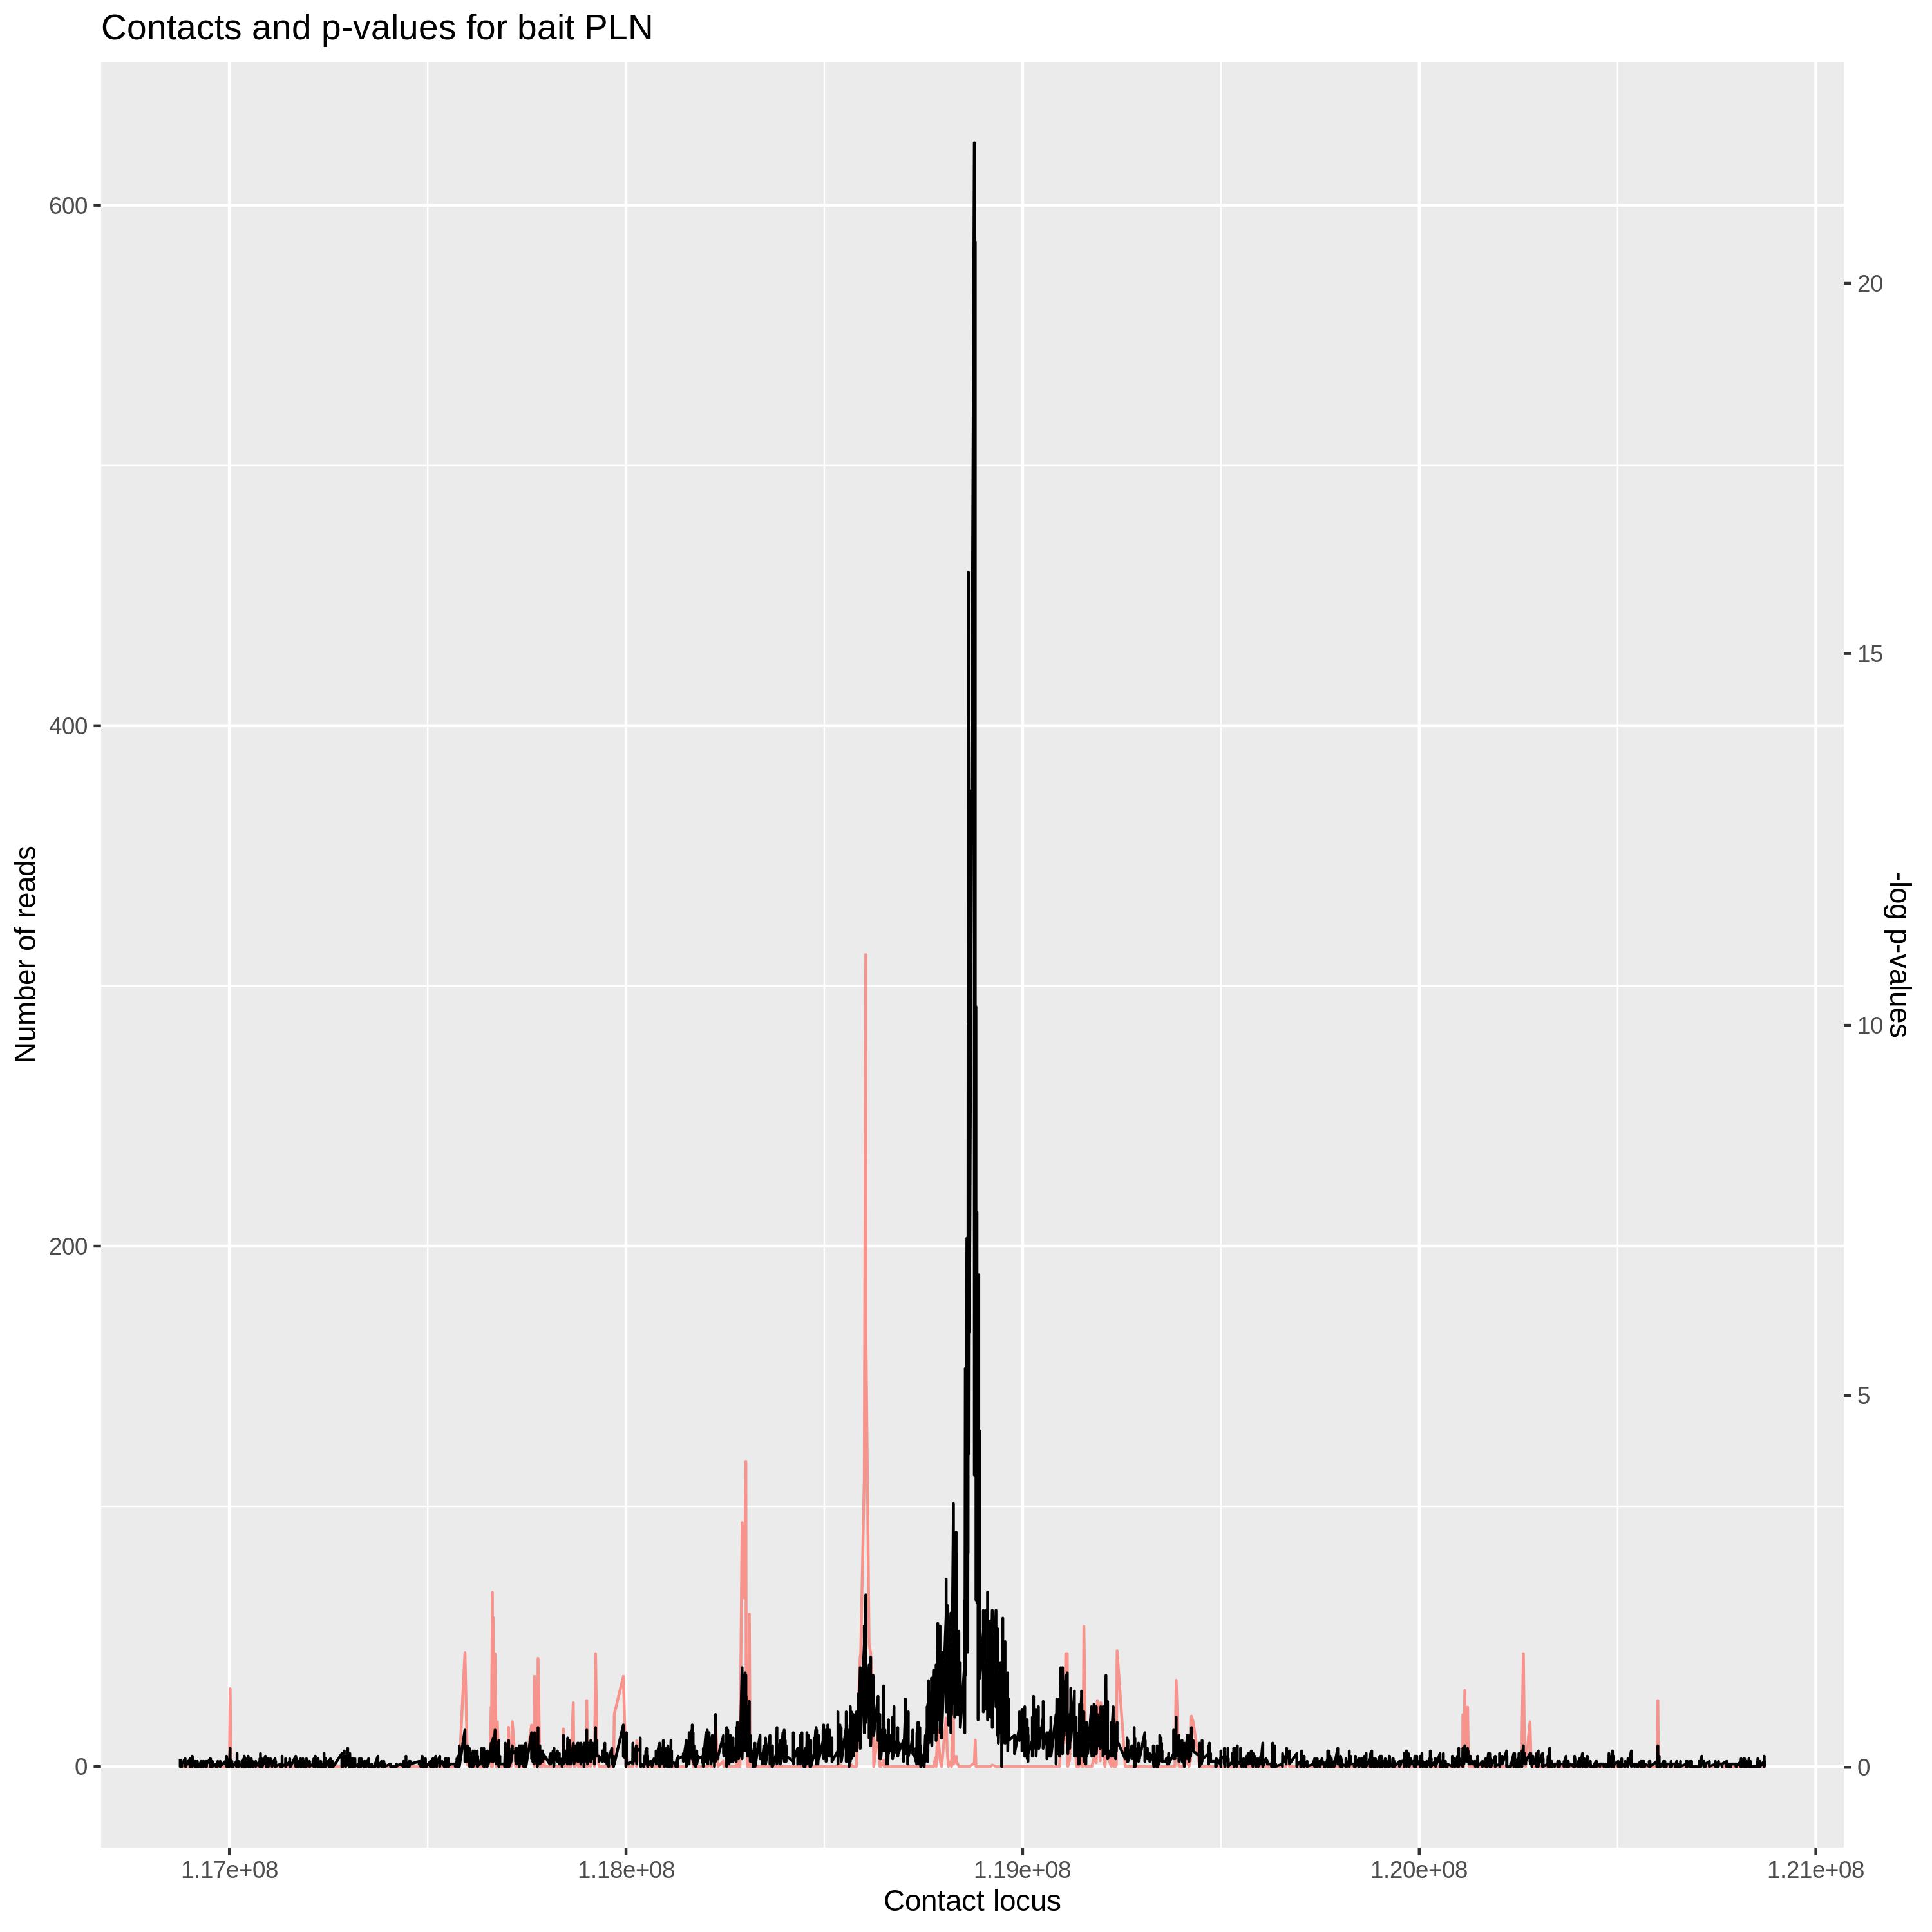 Contacts and p-values for bait PLN
600
400
200
0
Number of reads
20
15
10
5
0
-log p-values
1.17e+08
1.18e+08
1.19e+08
1.20e+08
1.21e+08
Contact locus